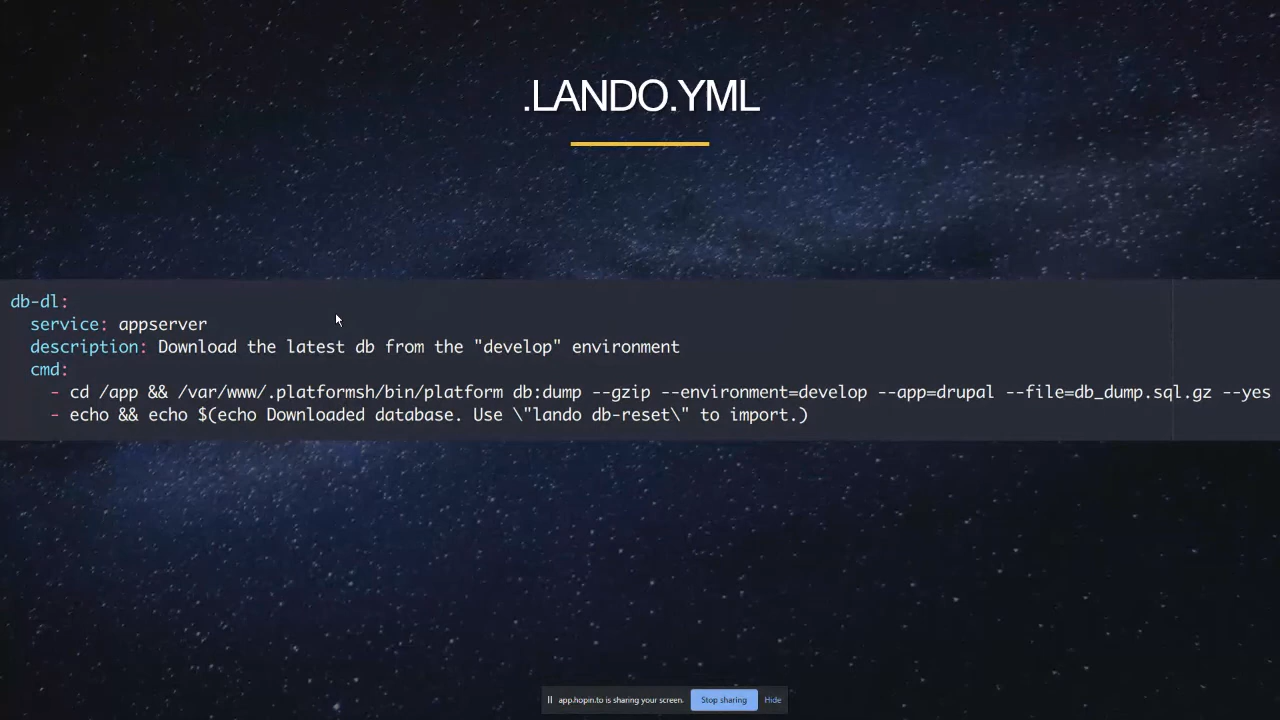 .LANDO.YML
db-dl:
service: appserver
description: Download the latest db from the "develop" environment
cmd:
- cd /app && /var/www/.platformsh/bin/platform db:dump --gzip --environment=develop --app=drupal --file=db_dump.sql.gz --yes
- echo && echo $(echo Downloaded database. Use \"lando db-reset\" to import.)
app.hopin.to is sharing your screen. Stop sharing Hide